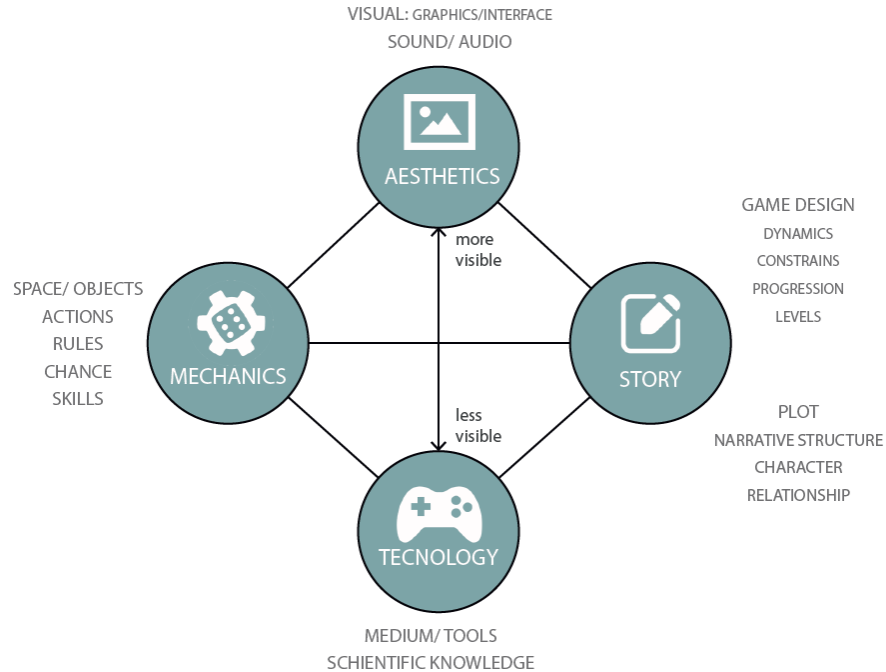 VISUAL: GRAPHICS/INTERFACE
SOUND/ AUDIO
AESTHETICS
more
visible
GAME DESIGN
DYNAMICS
CONSTRAINS
PROGRESSION
LEVELS
SPACE/ OBJECTS
ACTIONS
RULES
CHANCE
SKILLS
MECHANICS
STORY
less
visible
PLOT
NARRATIVE STRUCTURE
CHARACTER
RELATIONSHIP
TECNOLOGY
MEDIUM/ TOOLS
SCHIENTIFIC KNOWLEDGE